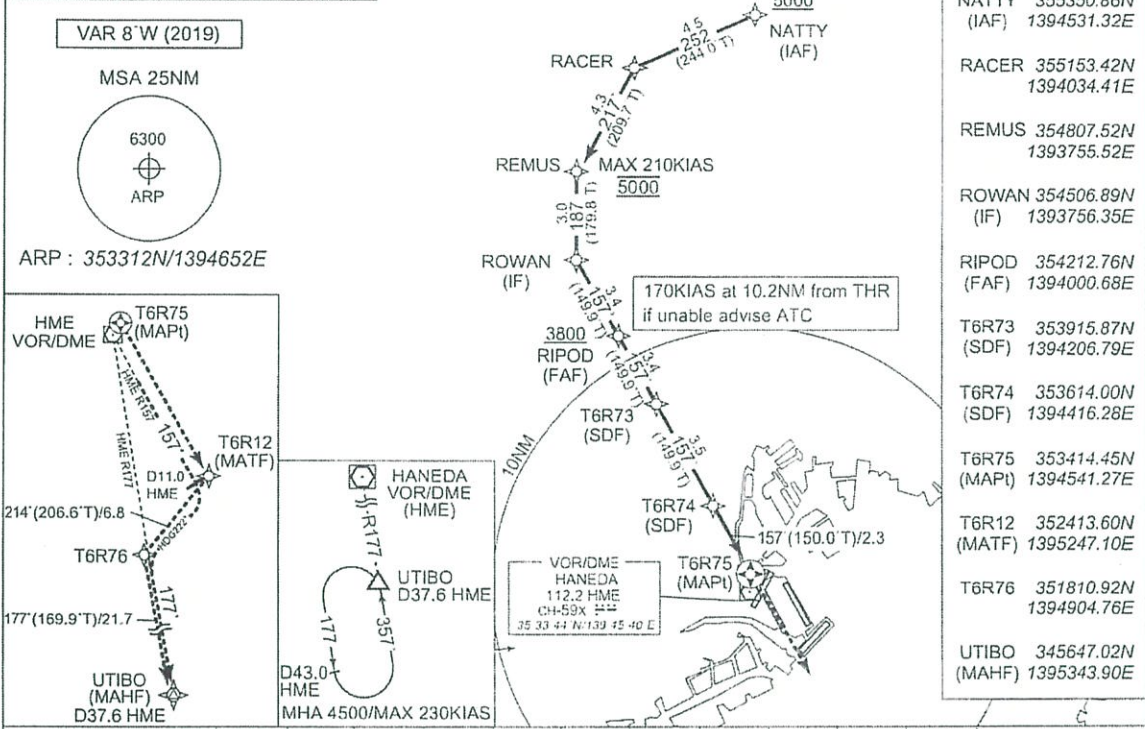 VAR 8°W (2019)
MSA 25NM
6300
ARP
ARP : 353312N/1394652E
HME
VOR/DME
T6R75
(MAPt)
HME R157
157°
HME R177
T6R12
(MATF)
D11.0
HME
214°(206.6°T)/6.8
HDG222°
T6R76
177°
177°(169.9°T)/21.7
UTIBO
(MAHF)
D37.6 HME
HANEDA
VOR/DME
(HME)
R177
UTIBO
D37.6 HME
177°
357°
D43.0
HME
MHA 4500/MAX 230KIAS
5000
NATTY
(IAF)
4.5
252°
(244.0°T)
RACER
4.3
217°
(209.7°T)
REMUS
MAX 210KIAS
5000
3.0
187°
(179.8°T)
ROWAN
(IF)
3.4
157°
(149.9°T)
170KIAS at 10.2NM from THR
if unable advise ATC
3800
RIPOD
(FAF)
3.4
157°
(149.9°T)
T6R73
(SDF)
10NM
3.5
157°
(149.9°T)
T6R74
(SDF)
157°(150.0°T)/2.3
T6R75
(MAPt)
VOR/DME
HANEDA
112.2 HME
CH-59x
35 33 44 N/139 45 40 E
NATTY 355350.86N
(IAF) 1394531.32E
RACER 355153.42N
1394034.41E
REMUS 354807.52N
1393755.52E
ROWAN 354506.89N
(IF) 1393756.35E
RIPOD 354212.76N
(FAF) 1394000.68E
T6R73 353915.87N
(SDF) 1394206.79E
T6R74 353614.00N
(SDF) 1394416.28E
T6R75 353414.45N
(MAPt) 1394541.27E
T6R12 352413.60N
(MATF) 1395247.10E
T6R76 351810.92N
1394904.76E
UTIBO 345647.02N
(MAHF) 1395343.90E